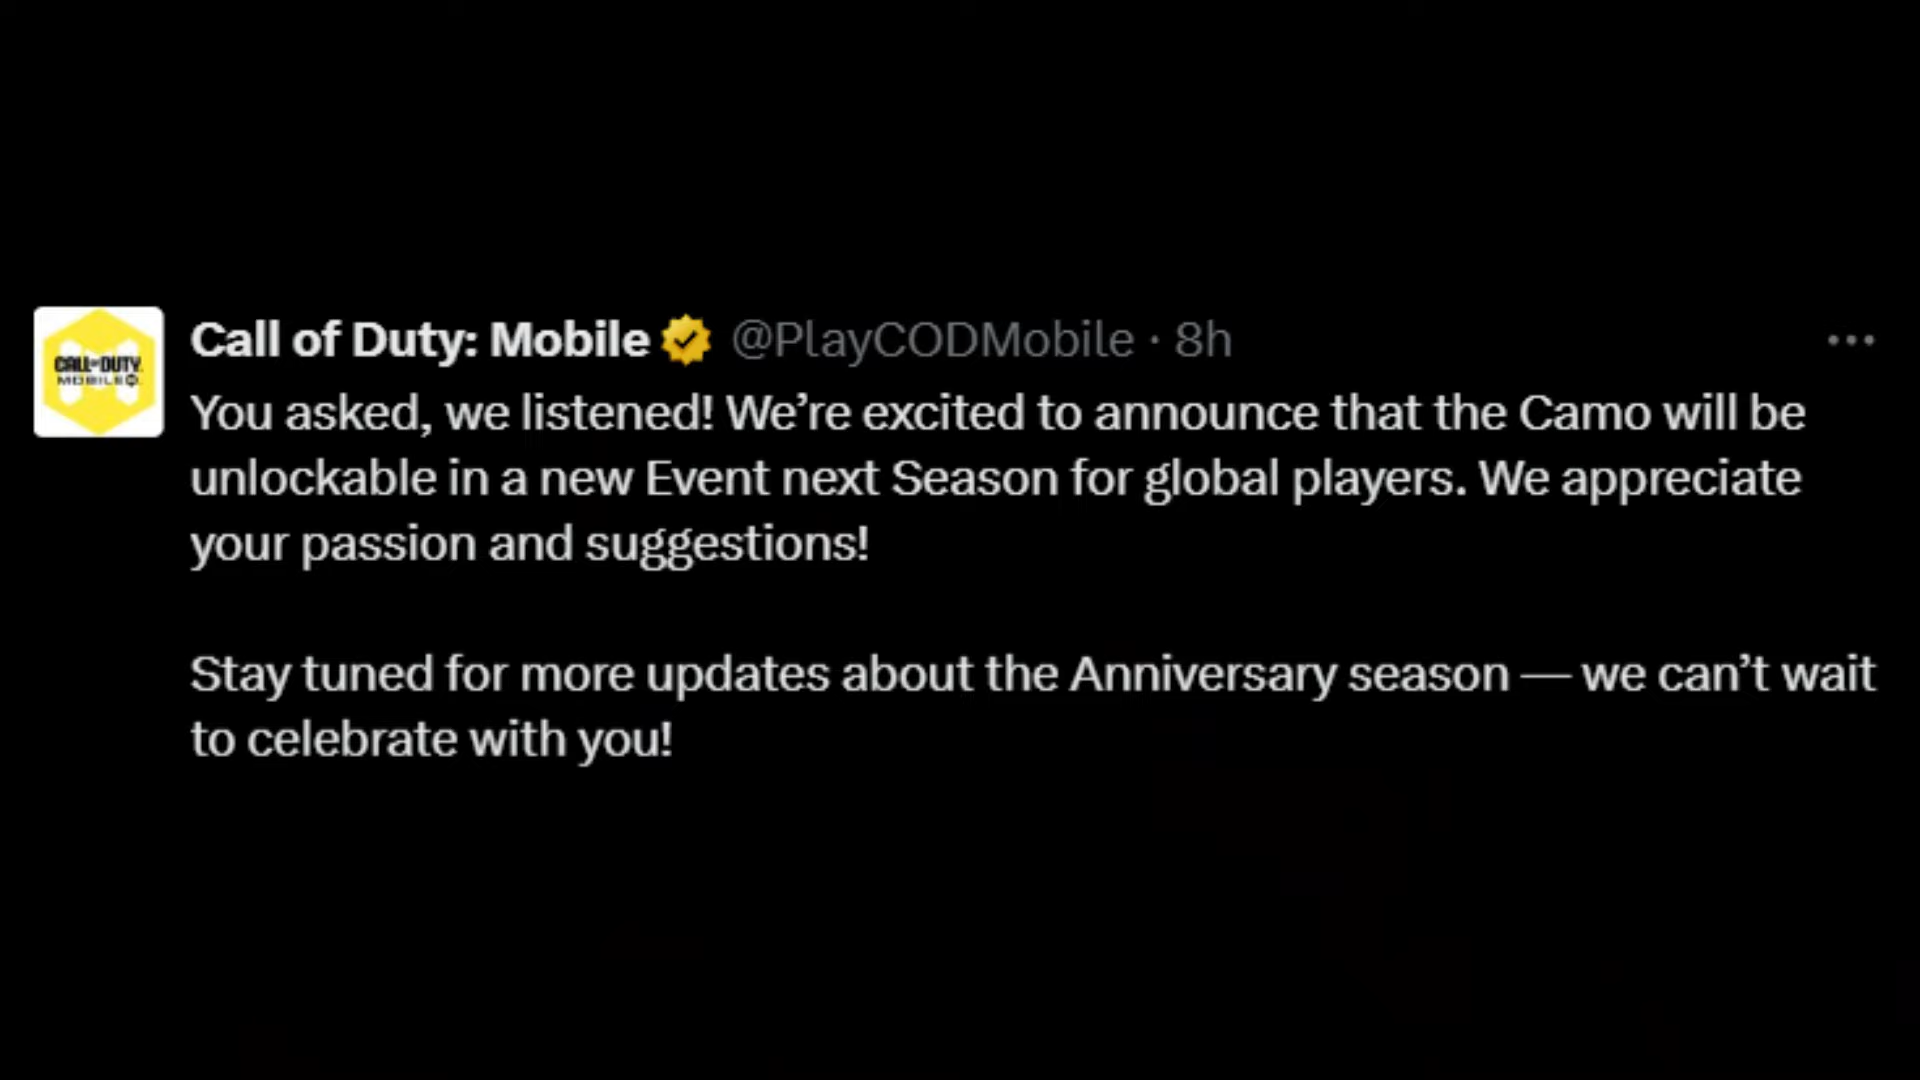 CALL OF DUTY
MOBILE
Call of Duty: Mobile @PlayCODMobile · 8h
You asked, we listened! We’re excited to announce that the Camo will be
unlockable in a new Event next Season for global players. We appreciate
your passion and suggestions!
Stay tuned for more updates about the Anniversary season — we can’t wait
to celebrate with you!